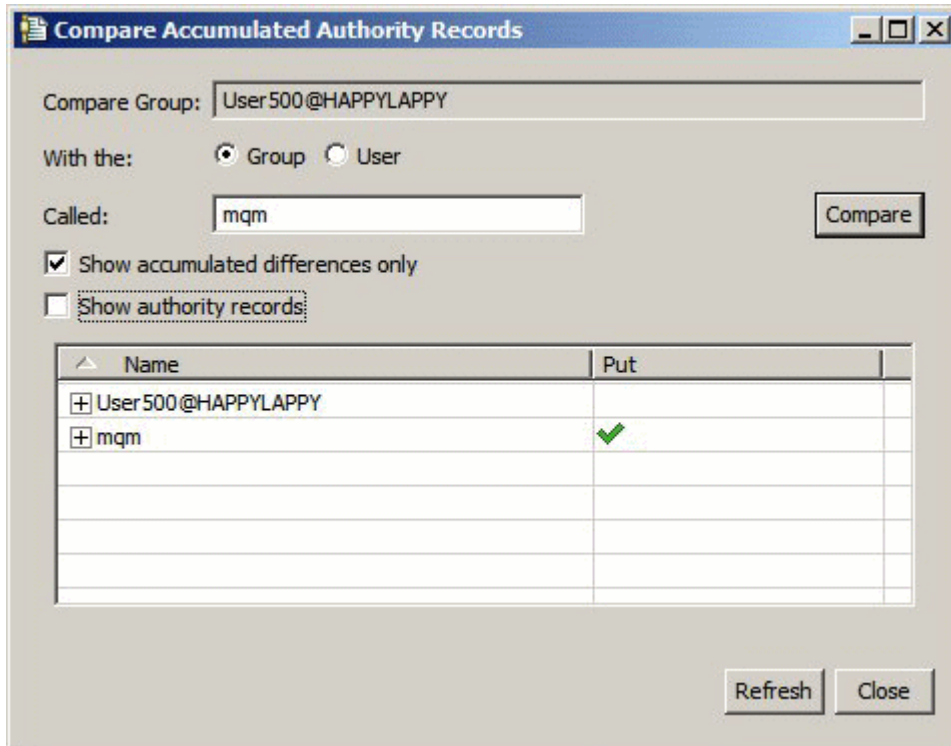 Compare Accumulated Authority Records
Compare Group: User500@HAPPYLAPPY
With the: Group User
Called: mqm Compare
Show accumulated differences only
Show authority records
Name Put
User500@HAPPYLAPPY
mqm
Refresh Close